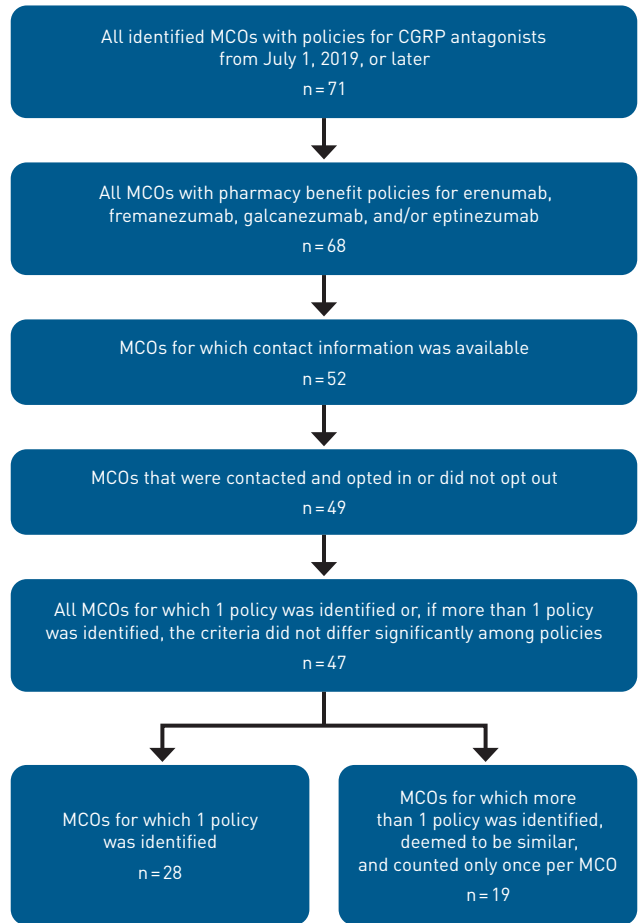 All identified MCOs with policies for CGRP antagonists
from July 1, 2019, or later
n=71
All MCOs with pharmacy benefit policies for erenumab,
fremanezumab, galcanezumab, and/or eptinezumab
n=68
MCOs for which contact information was available
n=52
MCOs that were contacted and opted in or did not opt out
n=49
All MCOs for which 1 policy was identified or, if more than 1 policy
was identified, the criteria did not differ significantly among policies
n=47
MCOs for which 1 policy
was identified
n=28
MCOs for which more
than 1 policy was identified,
deemed to be similar,
and counted only once per MCO
n=19